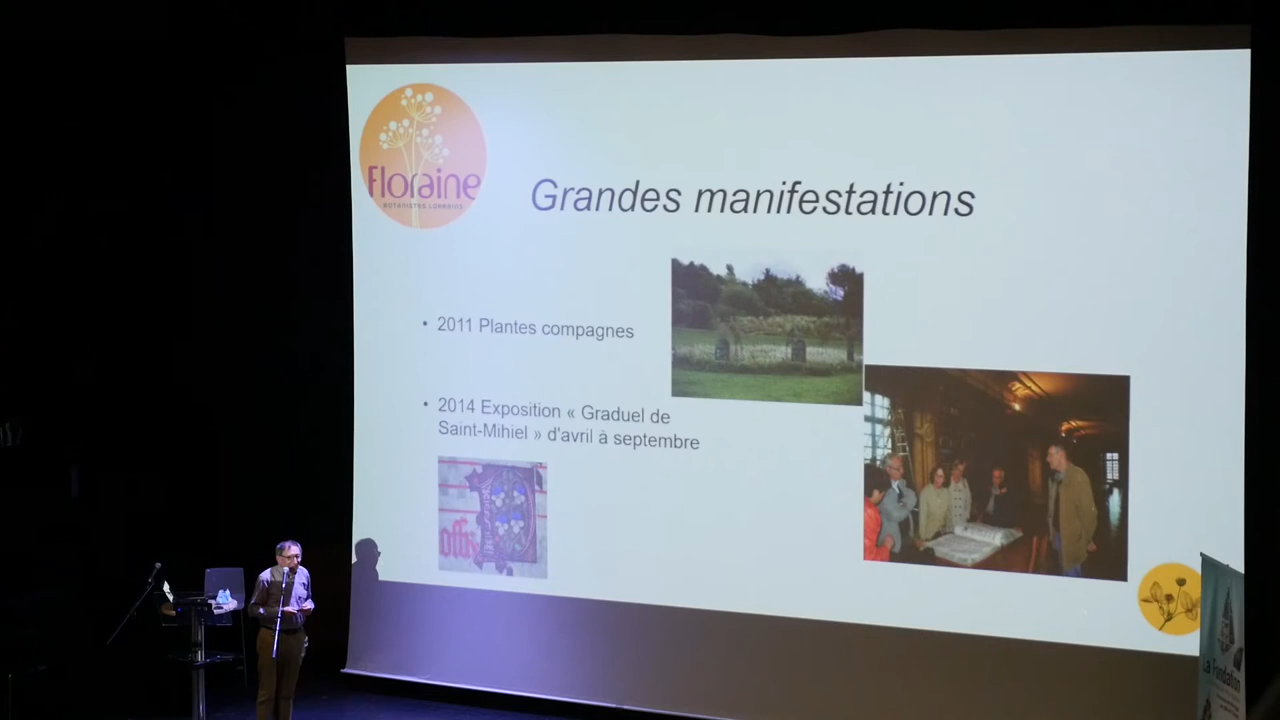 Floraine
BOTANISTES LORRAINS
Grandes manifestations
• 2011 Plantes compagnes
• 2014 Exposition « Graduel de
Saint-Mihiel » d'avril à septembre
La Fondation